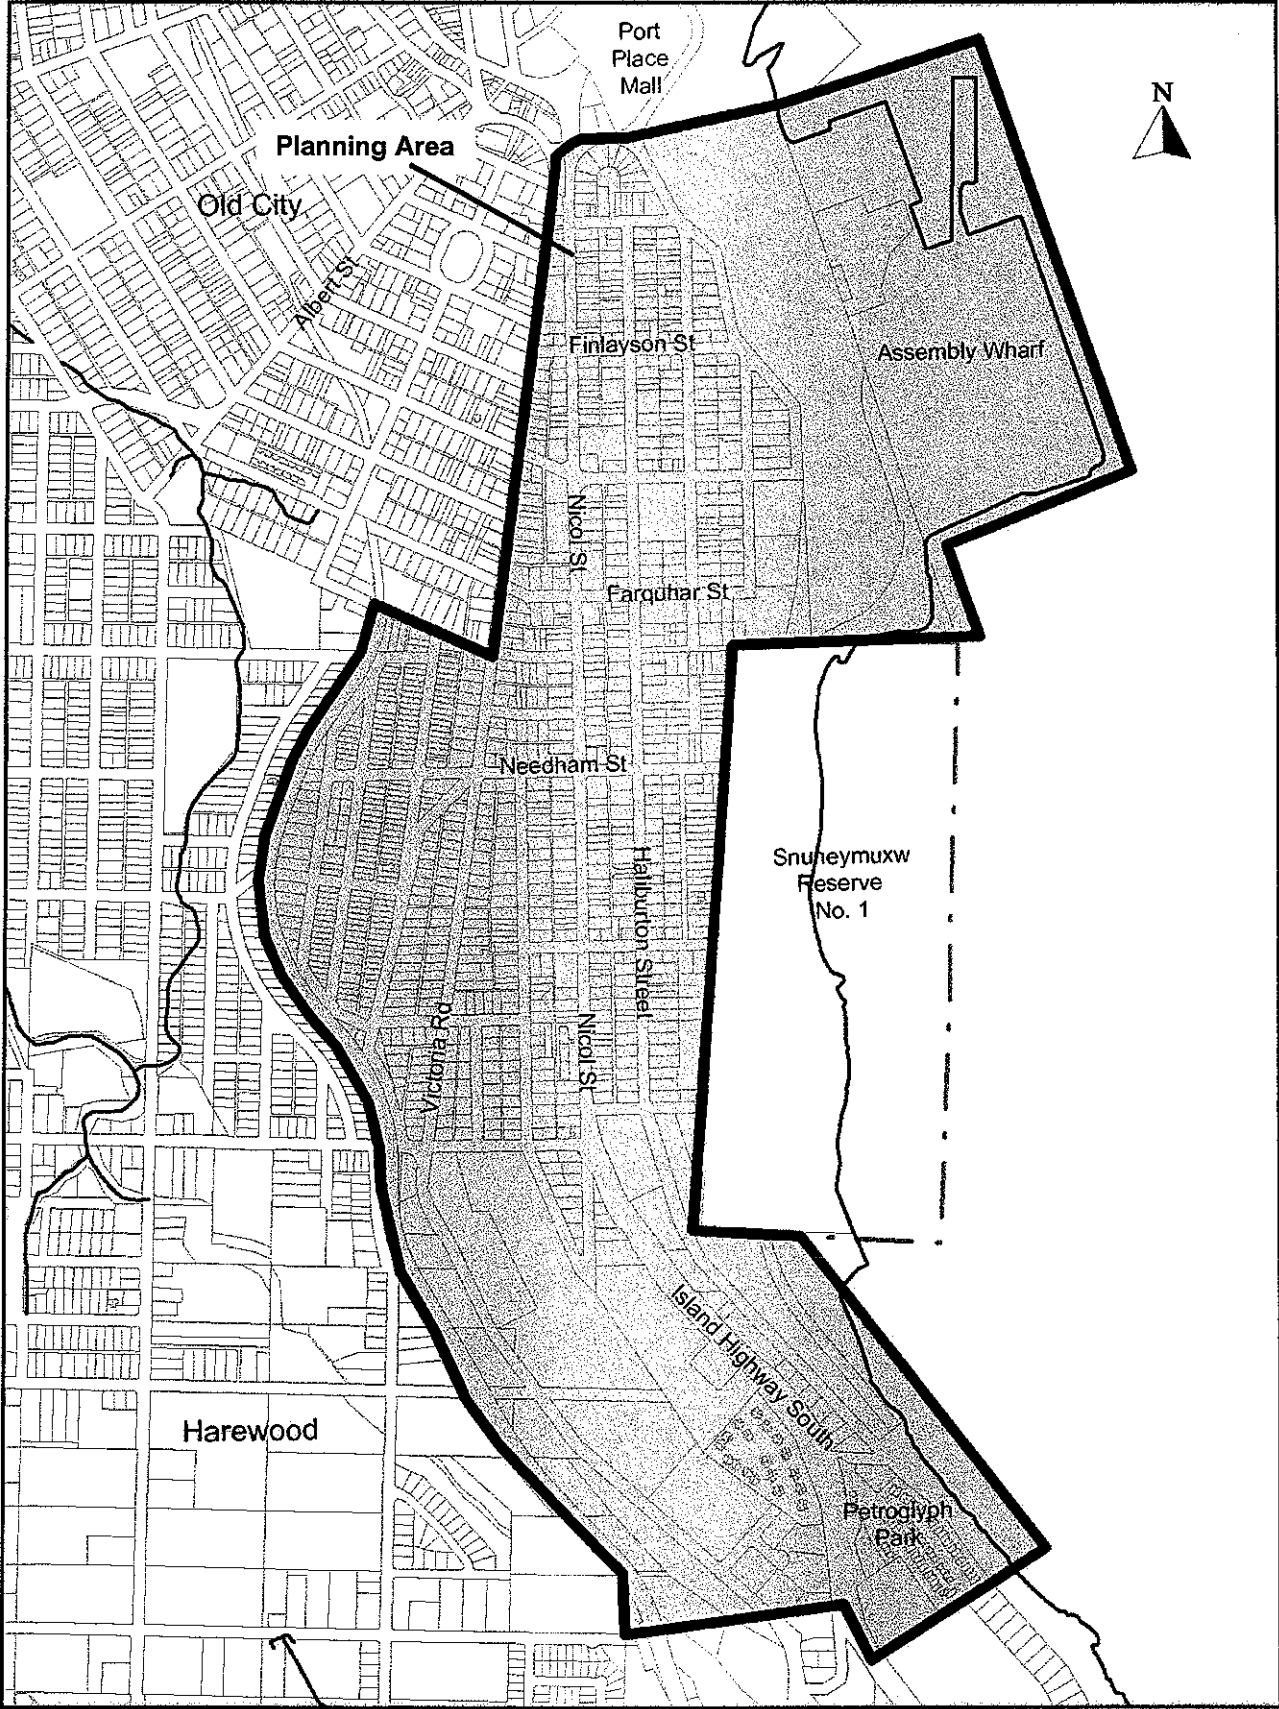 Port
Place
Mall
N
Planning Area
Old City
Albert St
Finlayson St
Assembly Wharf
Nicol St
Farquhar St
Needham St
Snuneymuxw
Reserve
No. 1
Haliburton Street
Victoria Rd
Nicol St
Island Highway South
Harewood
Petroglyph
Park